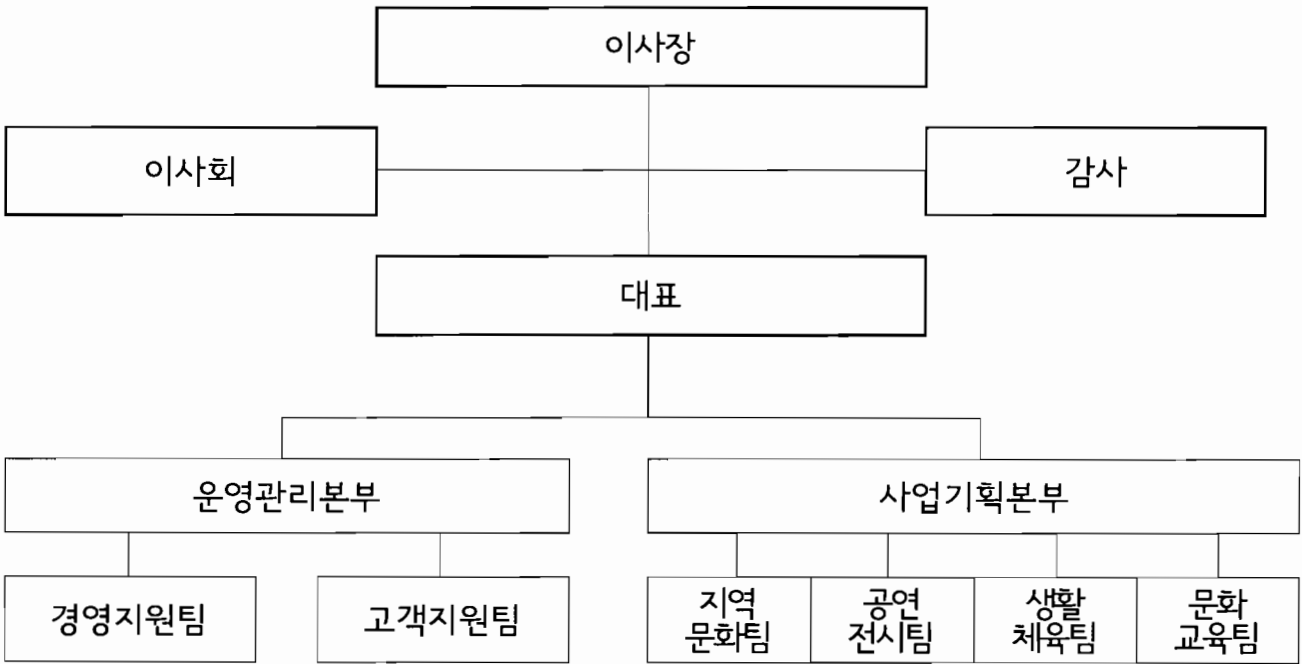 이사장
이사회
감사
대표
운영관리본부
사업기획본부
경영지원팀
고객지원팀
지역
문화팀
공연
전시팀
생활
체육팀
문화
교육팀